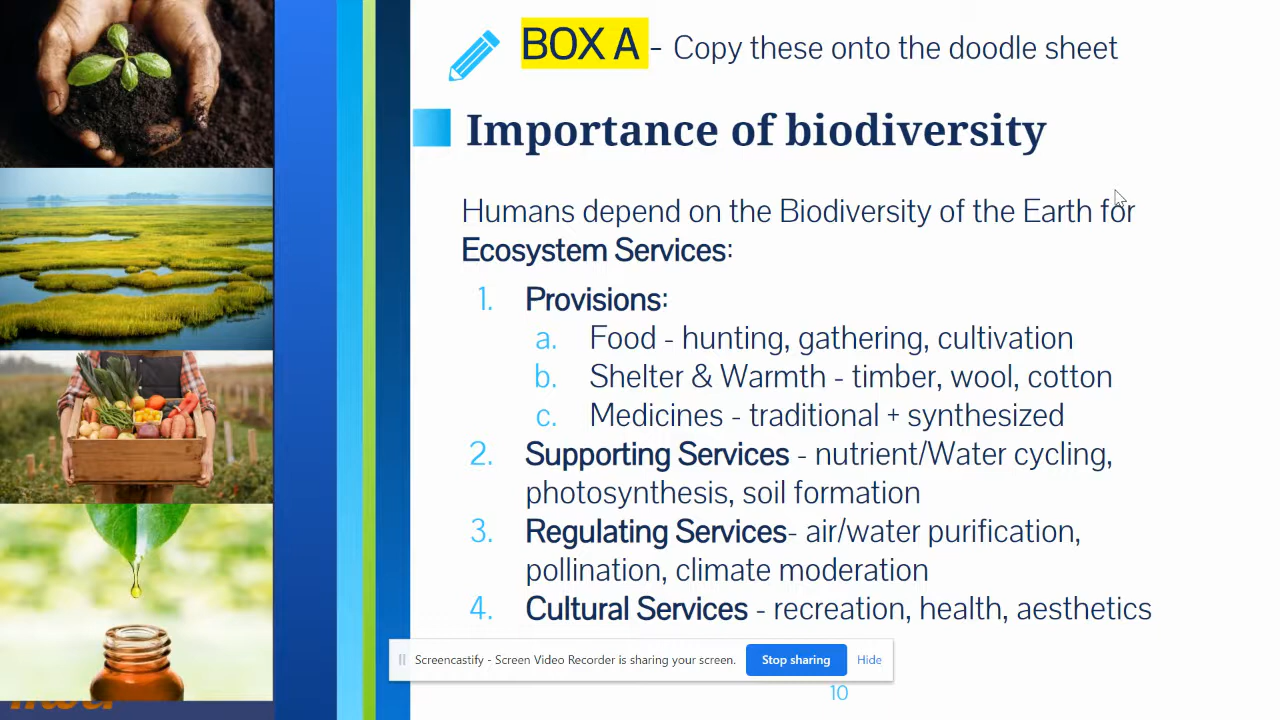 BOX A - Copy these onto the doodle sheet
Importance of biodiversity
Humans depend on the Biodiversity of the Earth for
Ecosystem Services:
1. Provisions:
a. Food - hunting, gathering, cultivation
b. Shelter & Warmth - timber, wool, cotton
c. Medicines - traditional + synthesized
2. Supporting Services - nutrient/Water cycling,
photosynthesis, soil formation
3. Regulating Services- air/water purification,
pollination, climate moderation
4. Cultural Services - recreation, health, aesthetics
Screencastify - Screen Video Recorder is sharing your screen. Stop sharing Hide
10